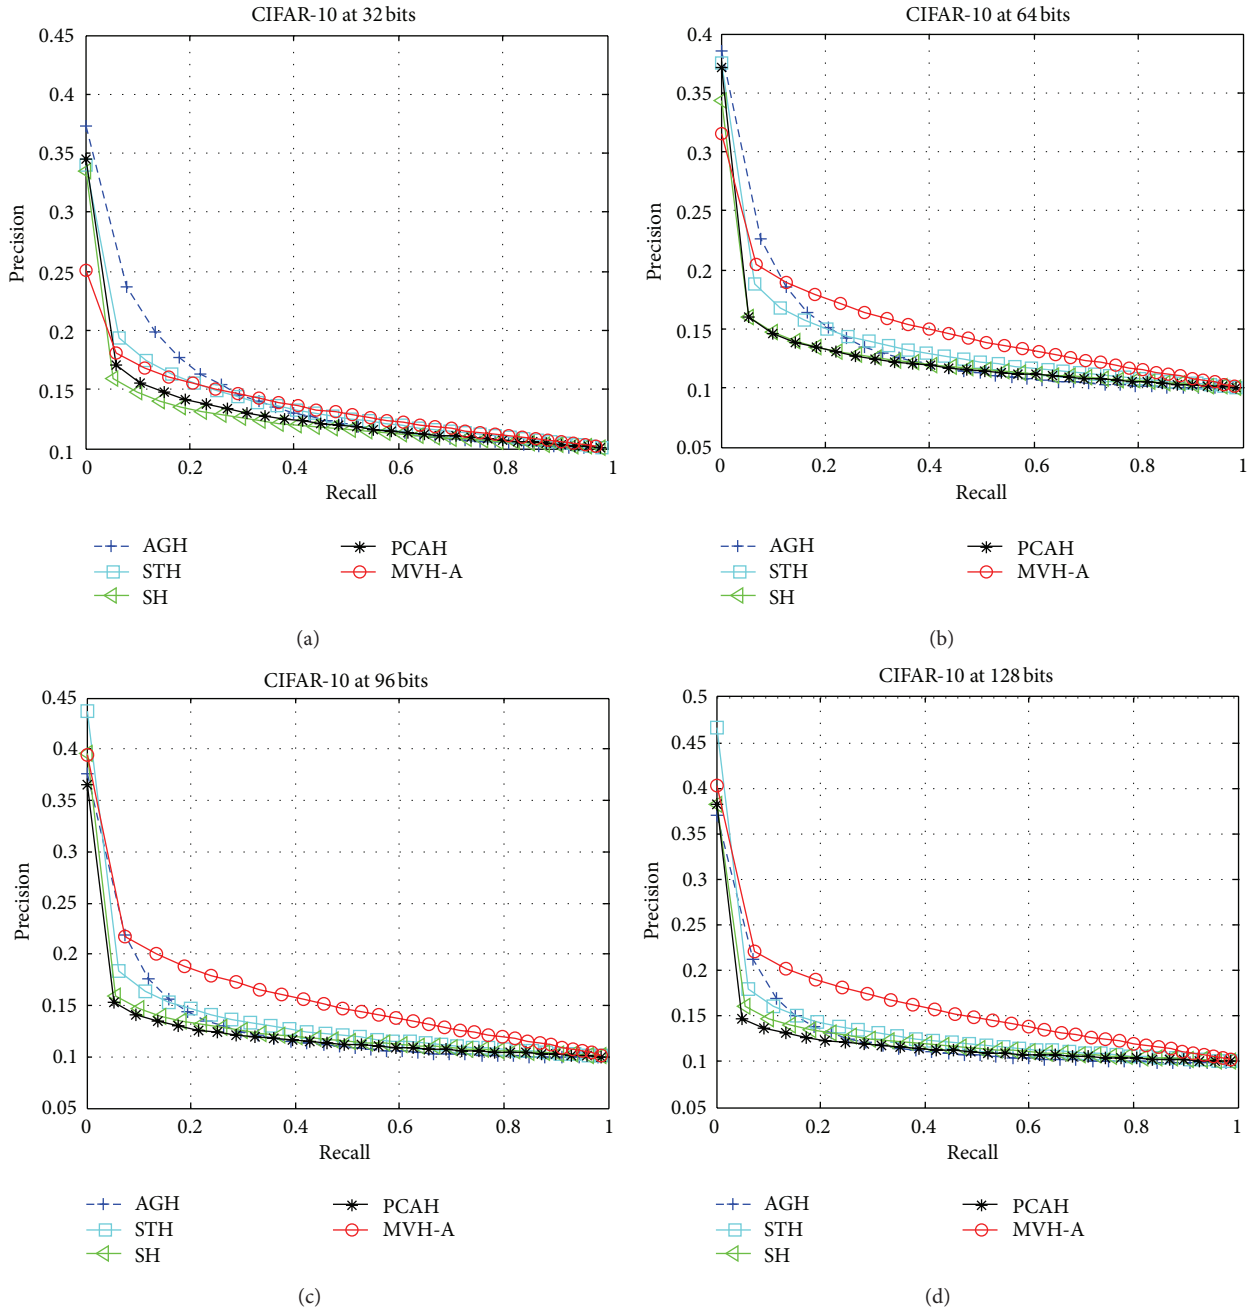 CIFAR-10 at 32 bits
0.45
0.4
0.35
0.3
0.25
0.2
0.15
0.1
Precision
0 0.2 0.4 0.6 0.8 1
Recall
AGH
STH
SH
PCAH
MVH-A
(a)
CIFAR-10 at 64 bits
0.4
0.35
0.3
0.25
0.2
0.15
0.1
0.05
Precision
0 0.2 0.4 0.6 0.8 1
Recall
AGH
STH
SH
PCAH
MVH-A
(b)
CIFAR-10 at 96 bits
0.45
0.4
0.35
0.3
0.25
0.2
0.15
0.1
0.05
Precision
0 0.2 0.4 0.6 0.8 1
Recall
AGH
STH
SH
PCAH
MVH-A
(c)
CIFAR-10 at 128 bits
0.5
0.45
0.4
0.35
0.3
0.25
0.2
0.15
0.1
0.05
Precision
0 0.2 0.4 0.6 0.8 1
Recall
AGH
STH
SH
PCAH
MVH-A
(d)